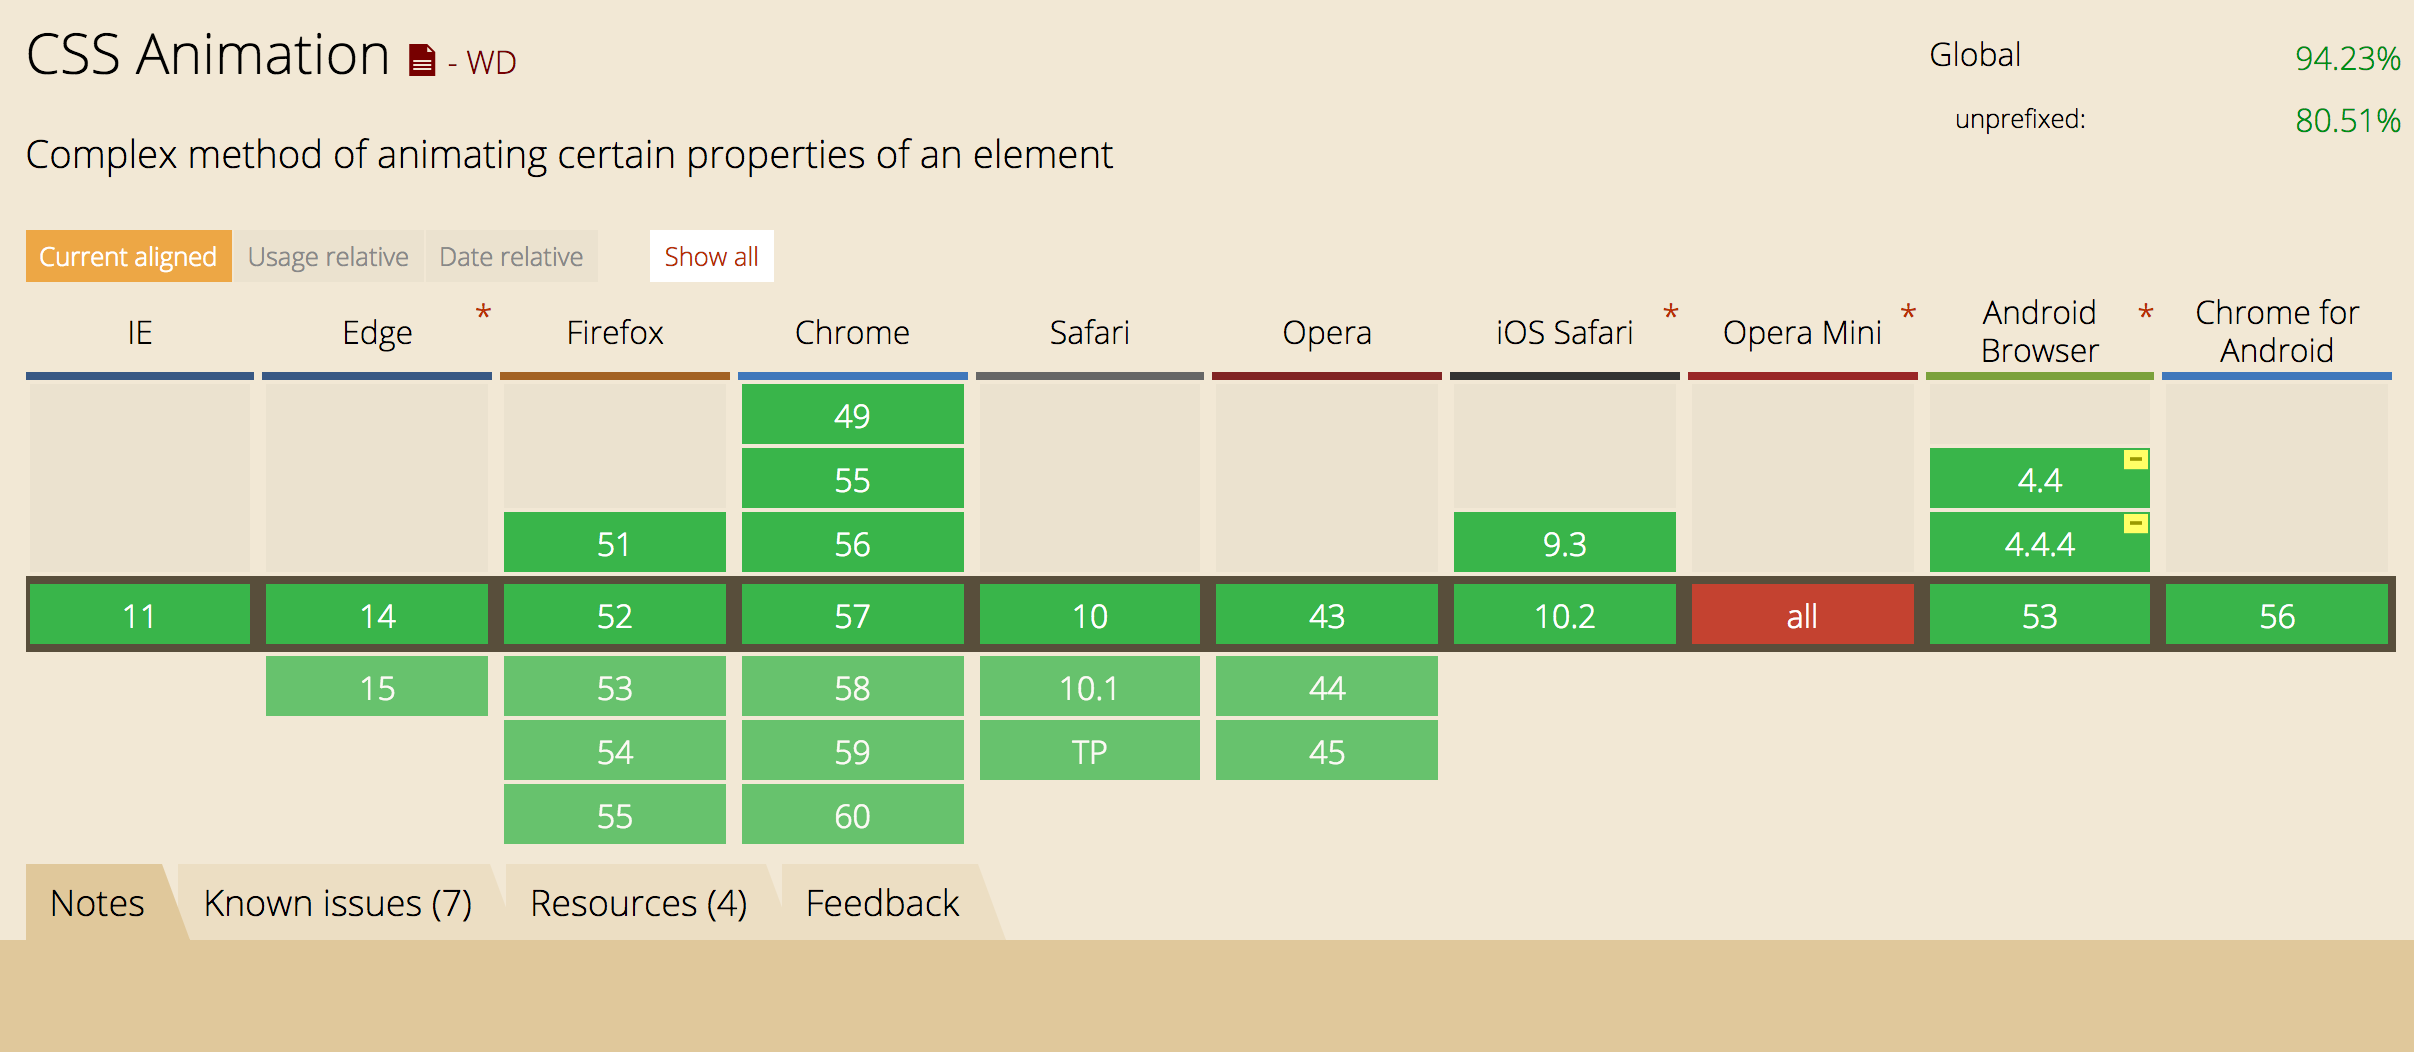 CSS Animation - WD
Global 94.23%
unprefixed: 80.51%
Complex method of animating certain properties of an element
Current aligned Usage relative Date relative Show all
IE Edge * Firefox Chrome Safari Opera iOS Safari * Opera Mini * Android Browser * Chrome for Android
49
55 4.4
51 56 9.3 4.4.4
11 14 52 57 10 43 10.2 all 53 56
15 53 58 10.1 44
54 59 TP 45
55 60
Notes Known issues (7) Resources (4) Feedback